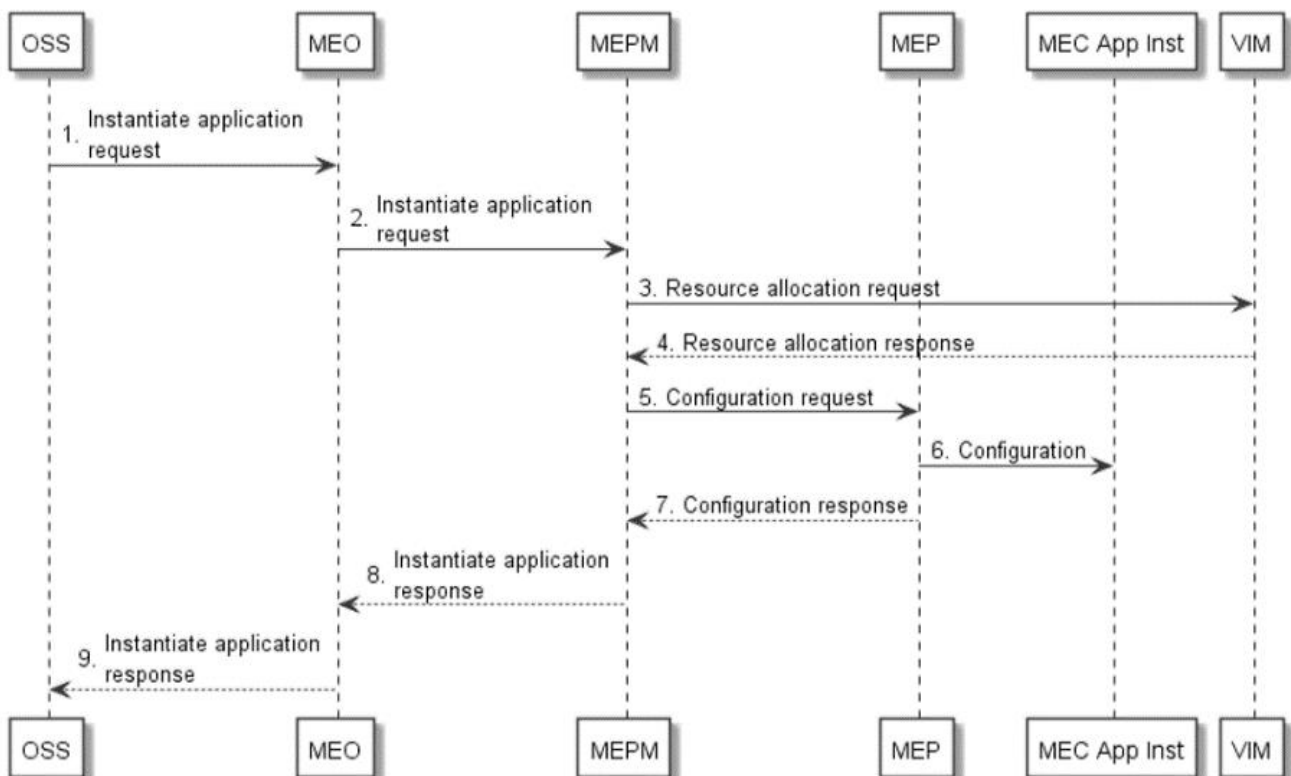 OSS
MEO
MEPM
MEP
MEC App Inst
VIM
1. Instantiate application
request
2. Instantiate application
request
3. Resource allocation request
4. Resource allocation response
5. Configuration request
6. Configuration
7. Configuration response
8. Instantiate application
response
9. Instantiate application
response
OSS
MEO
MEPM
MEP
MEC App Inst
VIM